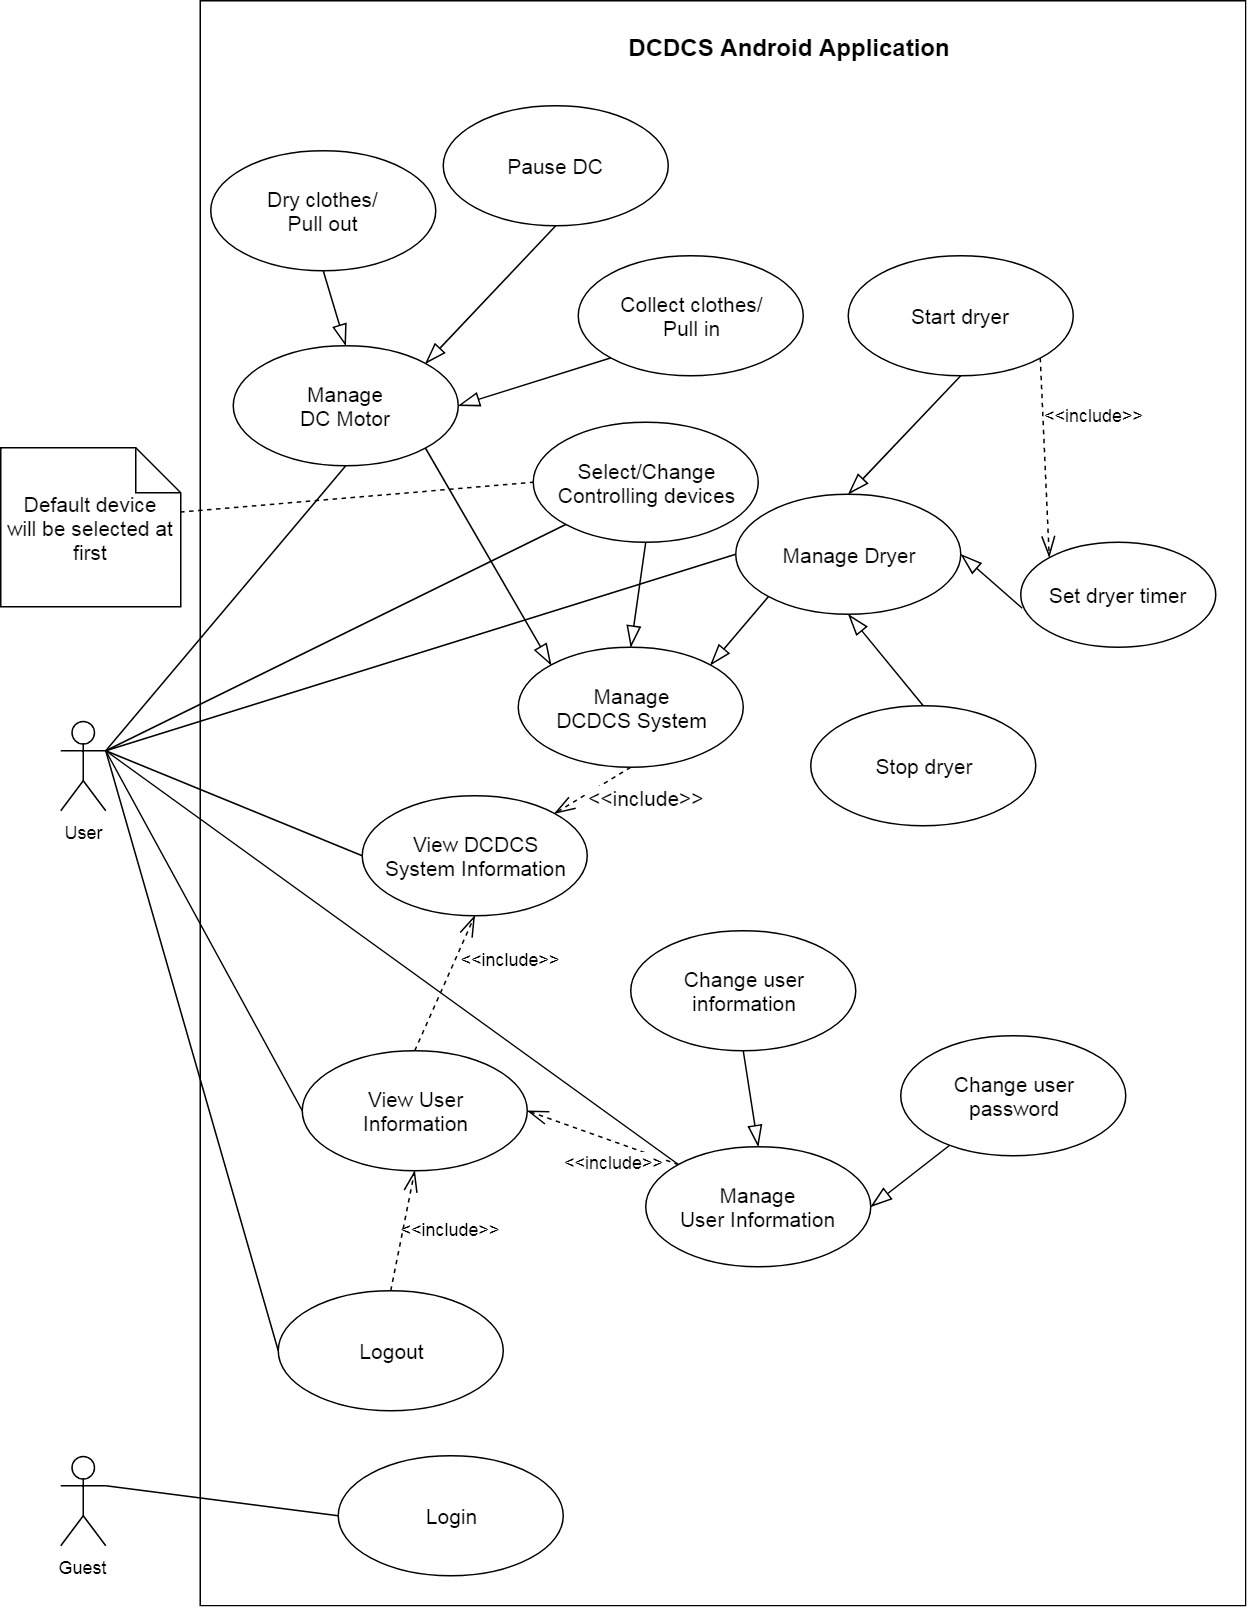 DCDCS Android Application
Pause DC
Dry clothes/
Pull out
Collect clothes/
Pull in
Start dryer
Manage
DC Motor
<<include>>
Select/Change
Controlling devices
Default device
will be selected at
first
Manage Dryer
Set dryer timer
Manage
DCDCS System
Stop dryer
User
<<include>>
View DCDCS
System Information
<<include>>
Change user
information
Change user
password
View User
Information
<<include>>
Manage
User Information
<<include>>
Logout
Login
Guest